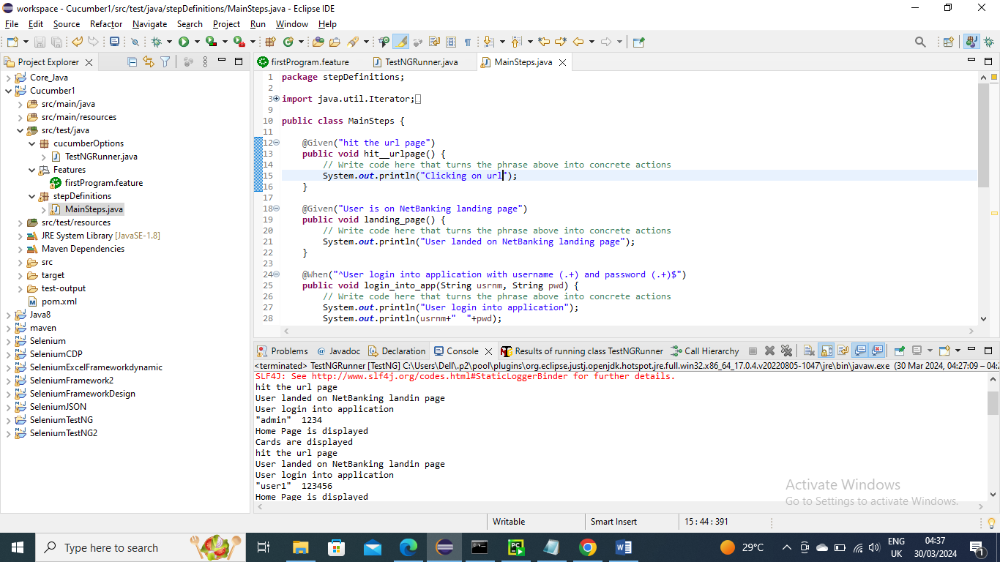 workspace - Cucumber1/src/test/java/stepDefinitions/MainSteps.java - Eclipse IDE
File Edit Source Refactor Navigate Search Project Run Window Help
Project Explorer
Core_Java
Cucumber1
src/main/java
src/main/resources
src/test/java
cucumberOptions
TestNGRunner.java
Features
firstProgram.feature
stepDefinitions
MainSteps.java
src/test/resources
JRE System Library [JavaSE-1.8]
Maven Dependencies
src
target
test-output
pom.xml
Java8
maven
Selenium
SeleniumCDP
SeleniumExcelFrameworkdynamic
SeleniumFramework2
SeleniumFrameworkDesign
SeleniumJSON
SeleniumTestNG
SeleniumTestNG2
firstProgram.feature TestNGRunner.java MainSteps.java
1 package stepDefinitions;
2
3 import java.util.Iterator;
9
10 public class MainSteps {
11
12 @Given("hit the url page")
13 public void hit__urlpage() {
14 // Write code here that turns the phrase above into concrete actions
15 System.out.println("Clicking on url");
16 }
17
18 @Given("User is on NetBanking landing page")
19 public void landing_page() {
20 // Write code here that turns the phrase above into concrete actions
21 System.out.println("User landed on NetBanking landing page");
22 }
23
24 @When("^User login into application with username (.+) and password (.+)$")
25 public void login_into_app(String usrnm, String pwd) {
26 // Write code here that turns the phrase above into concrete actions
27 System.out.println("User login into application");
28 System.out.println(usrnm+"  "+pwd);
Problems Javadoc Declaration Console Results of running class TestNGRunner Call Hierarchy
<terminated> TestNGRunner [TestNG] C:\Users\Dell\.p2\pool\plugins\org.eclipse.justj.openjdk.hotspot.jre.full.win32.x86_64_17.0.4.v20220805-1047\jre\bin\javaw.exe (30 Mar 2024, 04:27:09 – 04:
SLF4J: See http://www.slf4j.org/codes.html#StaticLoggerBinder for further details.
hit the url page
User landed on NetBanking landin page
User login into application
"admin"  1234
Home Page is displayed
Cards are displayed
hit the url page
User landed on NetBanking landin page
User login into application
"user1"  123456
Home Page is displayed
Activate Windows
Go to Settings to activate Windows.
Writable Smart Insert 15 : 44 : 391
Type here to search
29°C
ENG
UK
04:37
30/03/2024
1